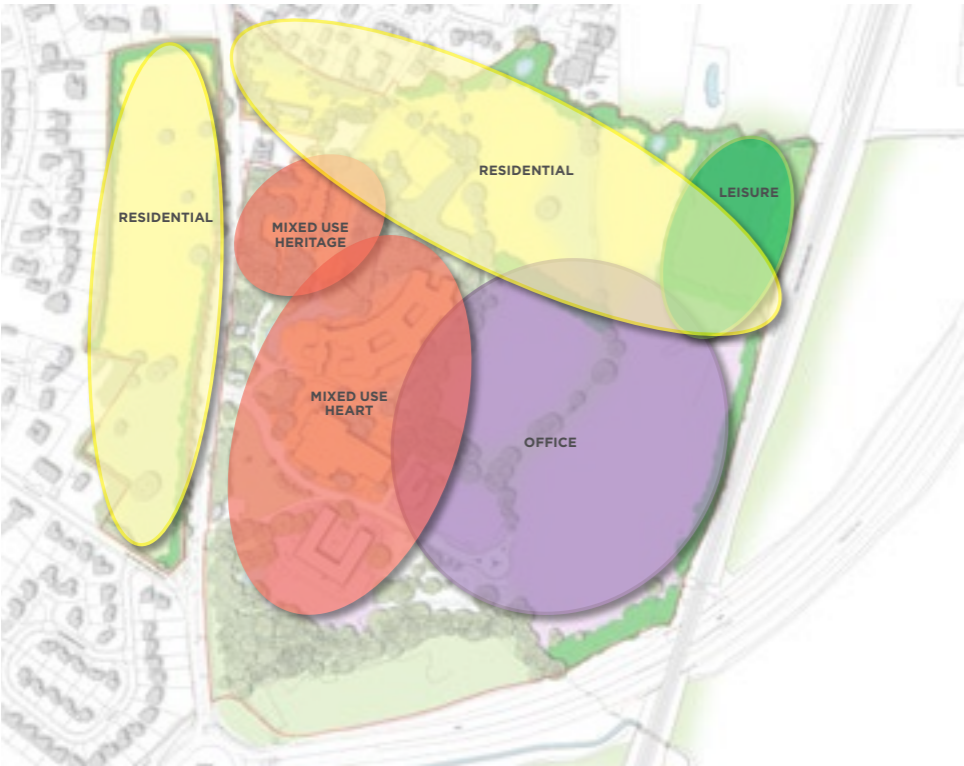 RESIDENTIAL
LEISURE
RESIDENTIAL
MIXED USE
HERITAGE
MIXED USE
HEART
OFFICE